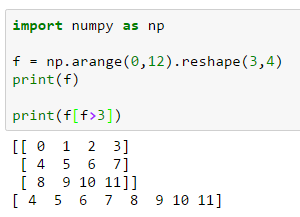 import numpy as np
f = np.arange(0,12).reshape(3,4)
print(f)
print(f[f>3])
[[ 0  1  2  3]
 [ 4  5  6  7]
 [ 8  9 10 11]]
[ 4  5  6  7  8  9 10 11]